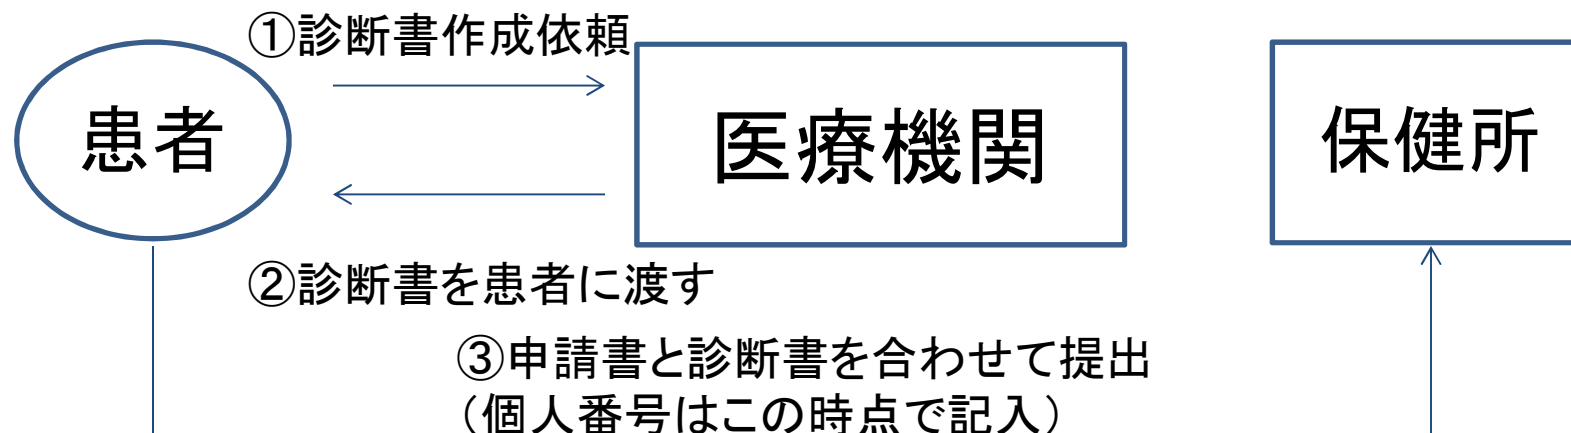 ①診断書作成依頼
患者
医療機関
保健所
②診断書を患者に渡す
③申請書と診断書を合わせて提出
（個人番号はこの時点で記入）